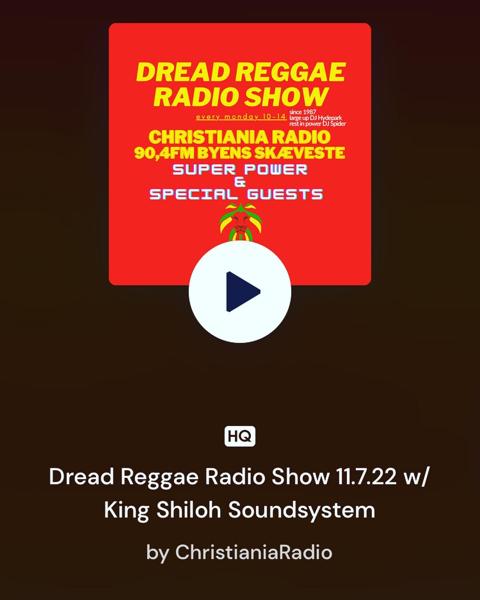 DREAD REGGAE
RADIO SHOW
every monday 10-14
since 1987
large up DJ Hydepark
rest in power DJ Spider
CHRISTIANIA RADIO
90,4FM BYENS SKÆVESTE
SUPER POWER
&
SPECIAL GUESTS
HQ
Dread Reggae Radio Show 11.7.22 w/
King Shiloh Soundsystem
by ChristianiaRadio